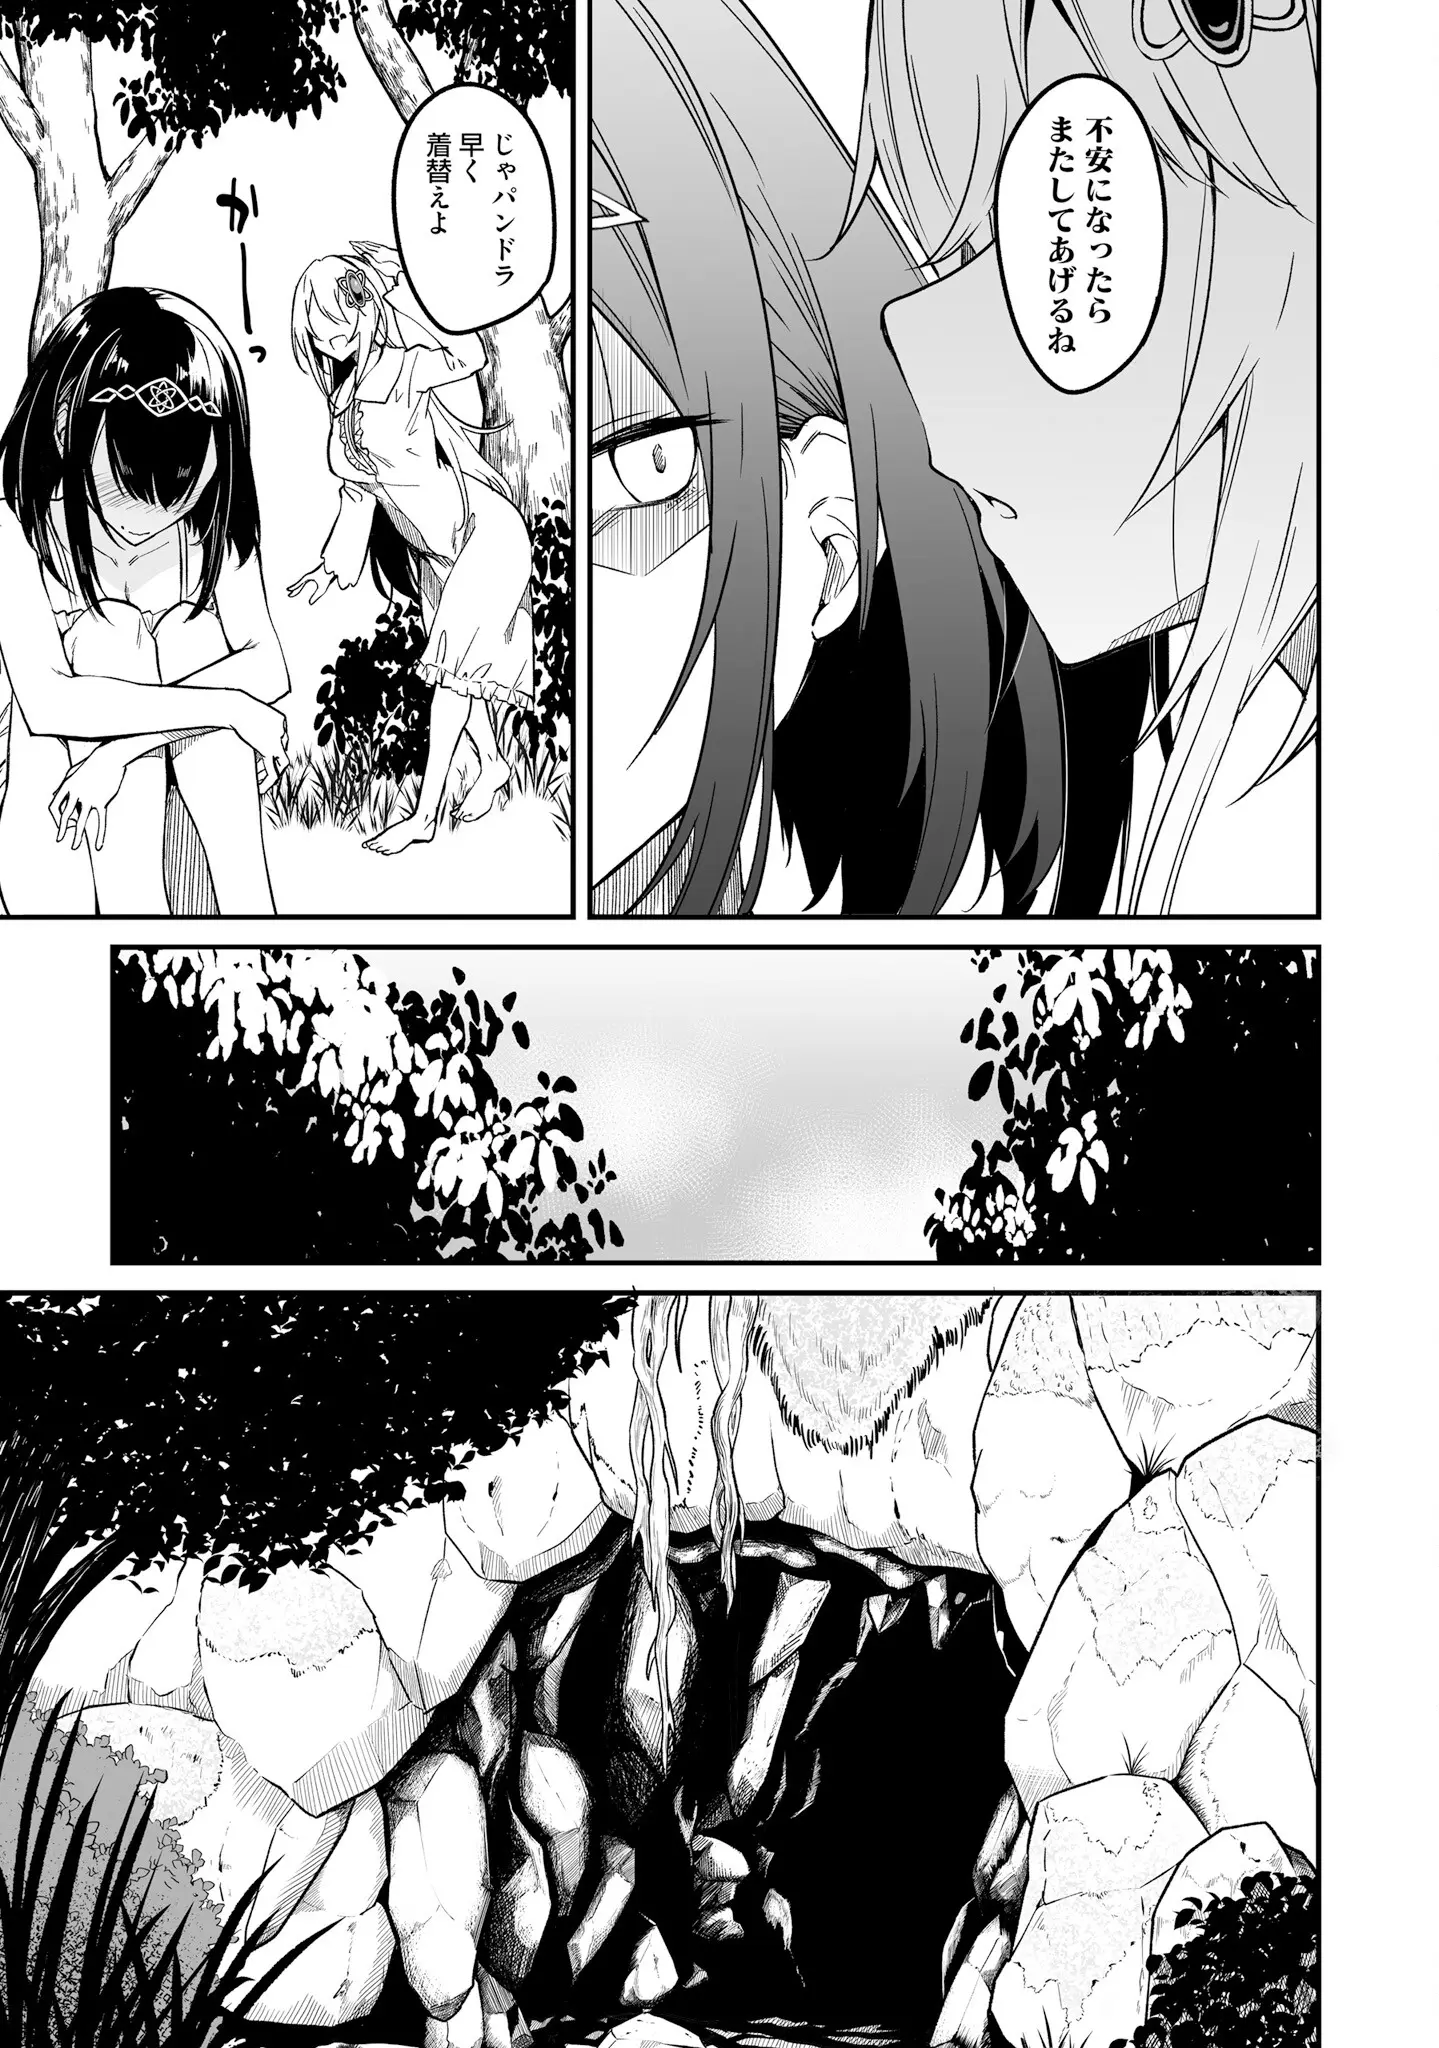 不安になったら
またしてあげるね
じゃパンドラ
早く
着替えよ
かーっ